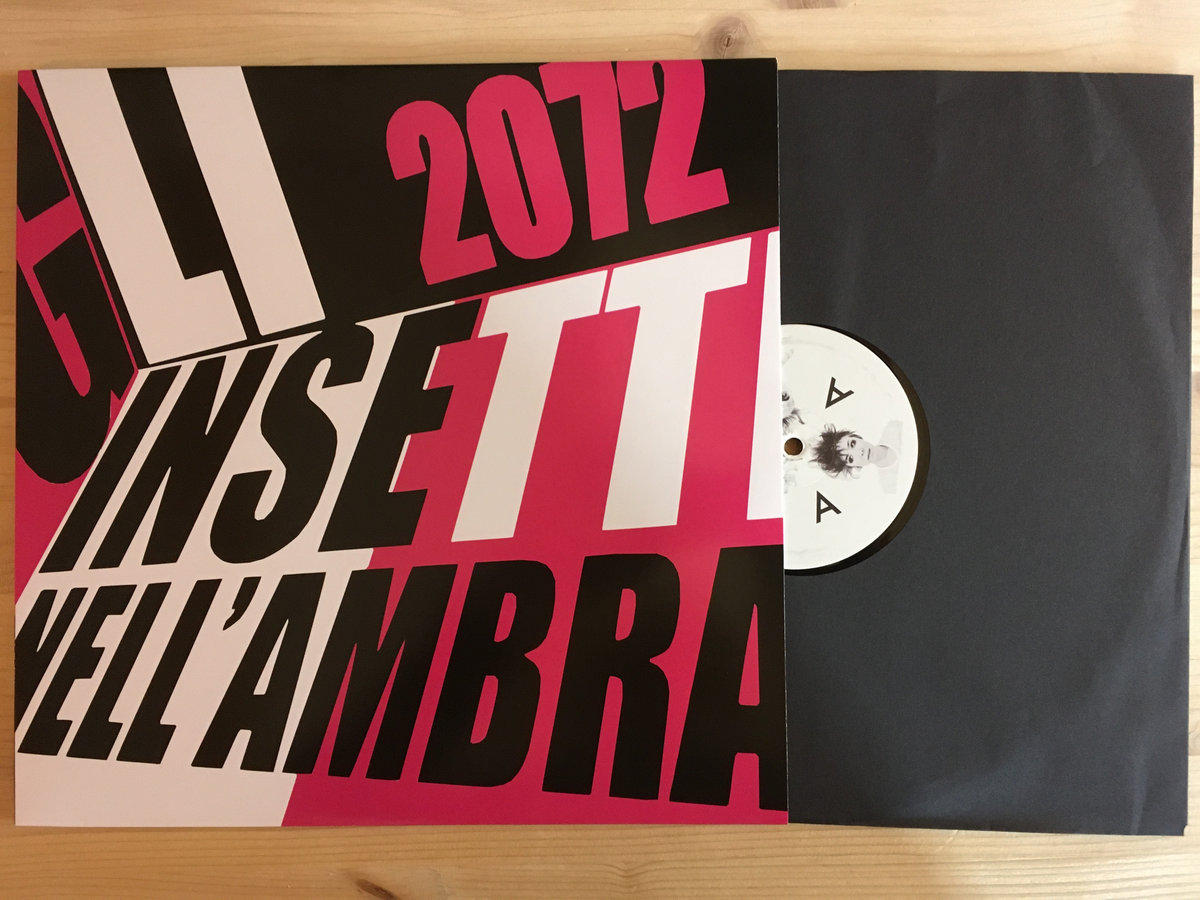 GLI 2072
INSETTI
NELL'AMBRA
A
A